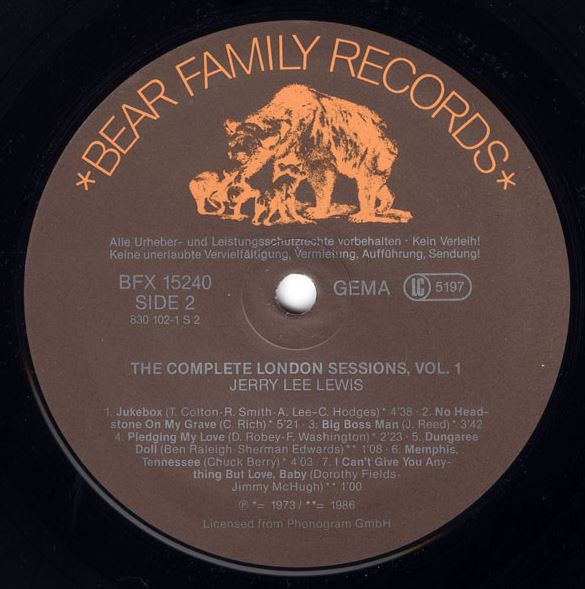 *BEAR FAMILY RECORDS*
Alle Urheber- und Leistungsschutzrechte vorbehalten · Kein Verleih!
Keine unerlaubte Vervielfältigung, Vermietung, Aufführung, Sendung!
BFX 15240
SIDE 2
830 102-1 S 2
GEMA
LC 5197
THE COMPLETE LONDON SESSIONS, VOL. 1
JERRY LEE LEWIS
1. Jukebox (T. Colton-R. Smith-A. Lee-C. Hodges)* 4'38 · 2. No Head-
stone On My Grave (C. Rich)* 5'21 · 3: Big Boss Man (J. Reed)* 3'42
4. Pledging My Love (D. Robey-F. Washington)* 2'23 · 5. Dungaree
Doll (Ben Raleigh-Sherman Edwards)** 1'08 · 6. Memphis,
Tennessee (Chuck Berry)* 4'03 · 7. I Can't Give You Any-
thing But Love, Baby (Dorothy Fields-
Jimmy McHugh)** 1'00
℗ *= 1973 / **= 1986
Licensed from Phonogram GmbH